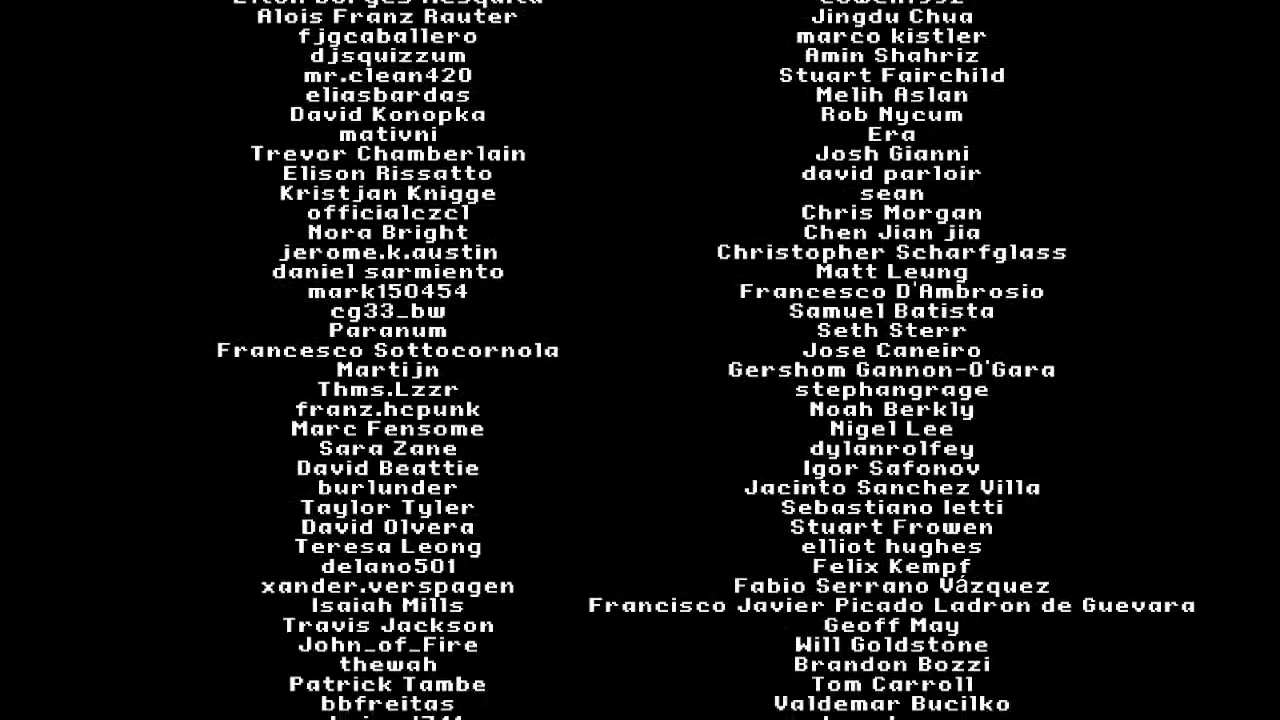 Alois Franz Rauter
fjgcaballero
djsquizzum
mr.clean420
eliasbardas
David Konopka
mativni
Trevor Chamberlain
Elison Rissatto
Kristjan Knigge
officialczcl
Nora Bright
jerome.k.austin
daniel sarmiento
mark150454
cg33_bw
Paranum
Francesco Sottocornola
Martijn
Thms.Lzzr
franz.hcpunk
Marc Fensome
Sara Zane
David Beattie
burlunder
Taylor Tyler
David Olvera
Teresa Leong
delano501
xander.verspagen
Isaiah Mills
Travis Jackson
John_of_Fire
thewah
Patrick Tambe
bbfreitas
Jingdu Chua
marco kistler
Amin Shahriz
Stuart Fairchild
Melih Aslan
Rob Nycum
Era
Josh Gianni
david parloir
sean
Chris Morgan
Chen Jian jia
Christopher Scharfglass
Matt Leung
Francesco D'Ambrosio
Samuel Batista
Seth Sterr
Jose Caneiro
Gershom Gannon-O'Gara
stephangrage
Noah Berkly
Nigel Lee
dylanrolfey
Igor Safonov
Jacinto Sanchez Villa
Sebastiano Ietti
Stuart Frowen
elliot hughes
Felix Kempf
Fabio Serrano Vázquez
Francisco Javier Picado Ladron de Guevara
Geoff May
Will Goldstone
Brandon Bozzi
Tom Carroll
Valdemar Bucilko